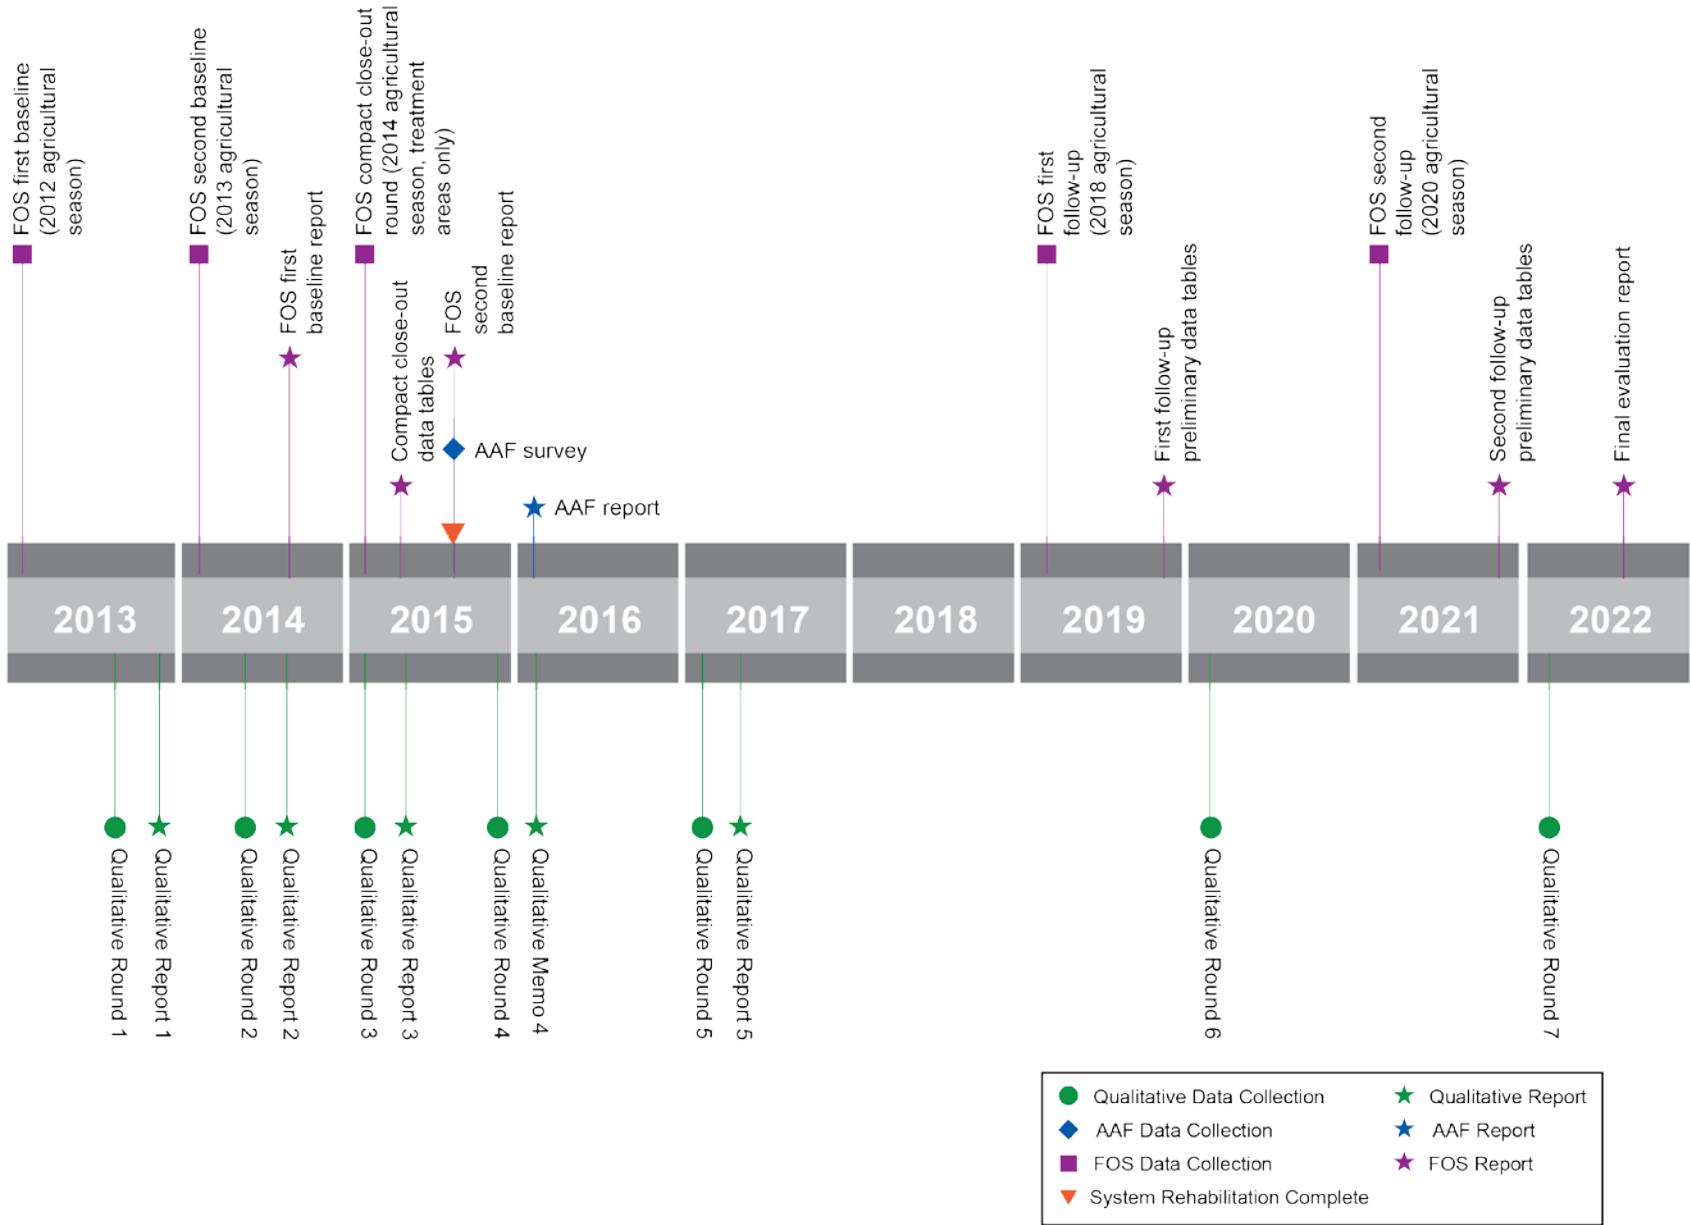 FOS first baseline
(2012 agricultural
season)
FOS second baseline
(2013 agricultural
season)
FOS first
baseline report
FOS compact close-out
round (2014 agricultural
season, treatment
areas only)
Compact close-out
data tables
FOS
second
baseline report
AAF survey
AAF report
FOS first
follow-up
(2018 agricultural
season)
First follow-up
preliminary data tables
FOS second
follow-up
(2020 agricultural
season)
Second follow-up
preliminary data tables
Final evaluation report
2013
2014
2015
2016
2017
2018
2019
2020
2021
2022
Qualitative Round 1
Qualitative Report 1
Qualitative Round 2
Qualitative Report 2
Qualitative Round 3
Qualitative Report 3
Qualitative Round 4
Qualitative Memo 4
Qualitative Round 5
Qualitative Report 5
Qualitative Round 6
Qualitative Round 7
Qualitative Data Collection
Qualitative Report
AAF Data Collection
AAF Report
FOS Data Collection
FOS Report
System Rehabilitation Complete